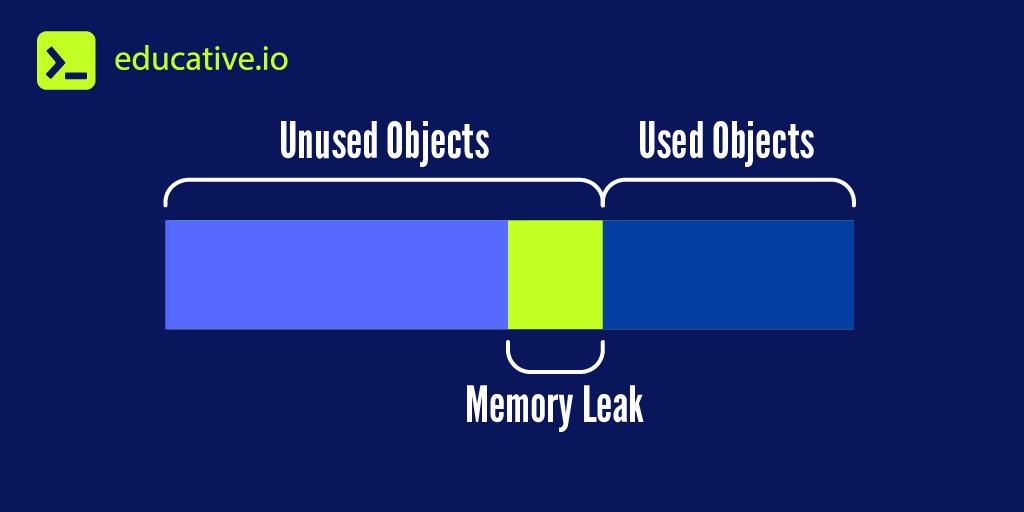 educative.io
Unused Objects
Used Objects
Memory Leak